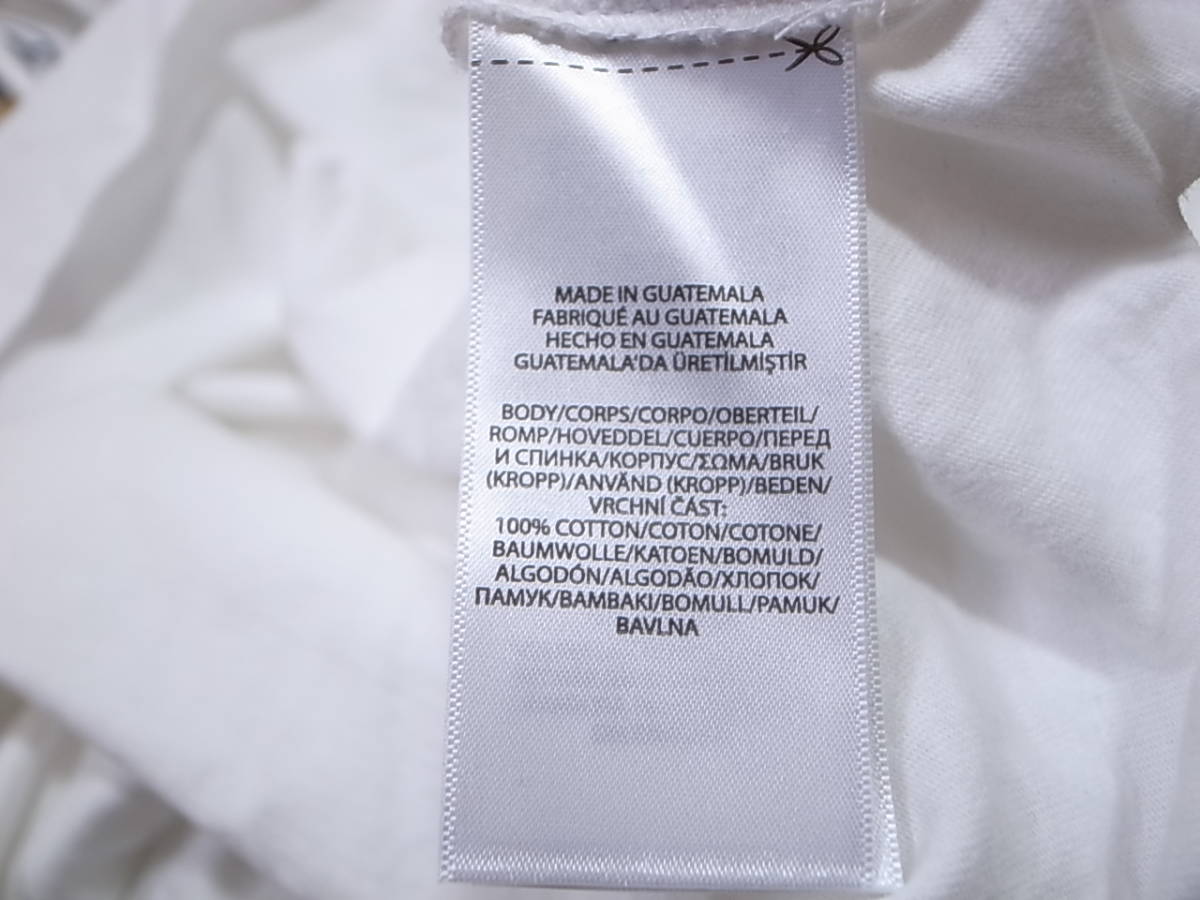 MADE IN GUATEMALA
FABRIQUÉ AU GUATEMALA
HECHO EN GUATEMALA
GUATEMALA'DA ÜRETİLMİŞTİR
BODY/CORPS/CORPO/OBERTEIL/
ROMP/HOVEDDEL/CUERPO/ПЕРЕД
И СПИНКА/КОРПУС/ΣΩΜΑ/BRUK
(KROPP)/ANVÄND (KROPP)/BEDEN/
VRCHNÍ ČÁST:
100% COTTON/COTON/COTONE/
BAUMWOLLE/KATOEN/BOMULD/
ALGODÓN/ALGODÃO/ХЛОПОК/
ПАМУК/ΒΑΜΒΑΚΙ/BOMULL/PAMUK/
BAVLNA